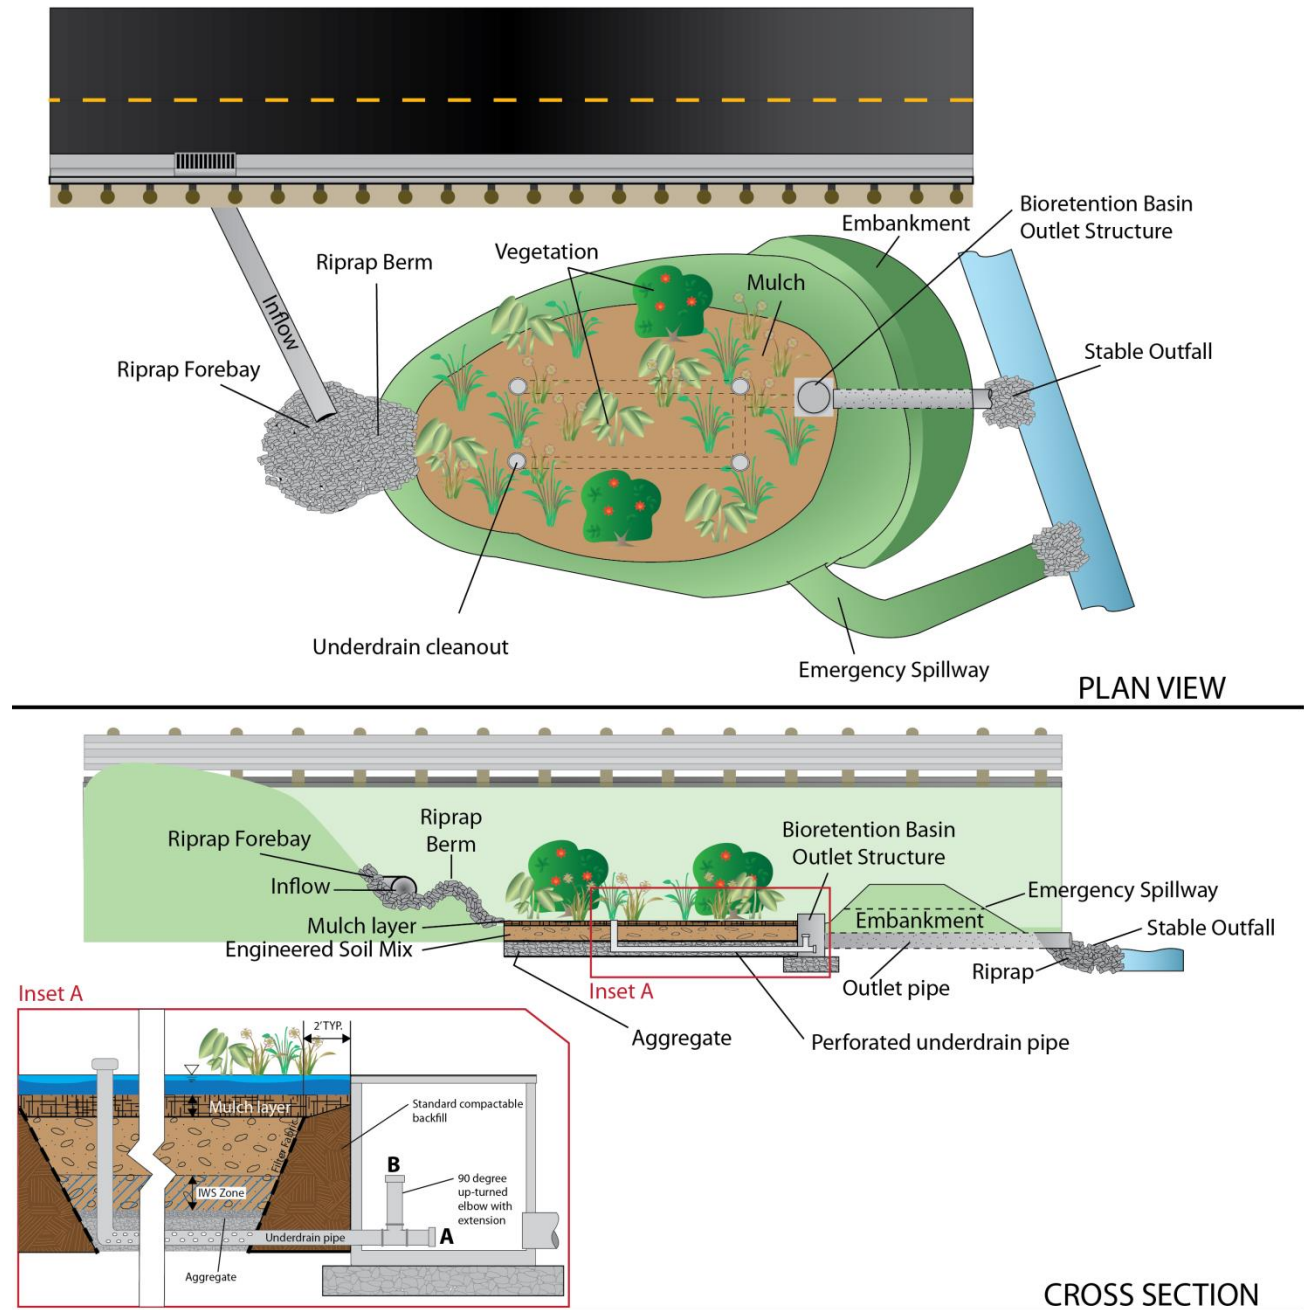 Bioretention Basin
Outlet Structure
Embankment
Vegetation
Riprap Berm
Mulch
Inflow
Stable Outfall
Riprap Forebay
Underdrain cleanout
Emergency Spillway
PLAN VIEW
Riprap
Berm
Bioretention Basin
Outlet Structure
Riprap Forebay
Inflow
Emergency Spillway
Mulch layer
Embankment
Stable Outfall
Engineered Soil Mix
Riprap
Inset A
Outlet pipe
Aggregate
Perforated underdrain pipe
Inset A
2' TYP.
Mulch layer
Standard compactable
backfill
Filter Fabric
B
IWS Zone
90 degree
up-turned
elbow with
extension
Underdrain pipe
A
Aggregate
CROSS SECTION